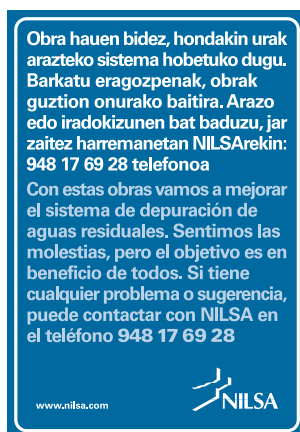 Obra hauen bidez, hondakin urak
arazteko sistema hobetuko dugu.
Barkatu eragozpenak, obrak
guztion onurako baitira. Arazo
edo iradokizunen bat baduzu, jar
zaitez harremanetan NILSArekin:
948 17 69 28 telefonoa
Con estas obras vamos a mejorar
el sistema de depuración de
aguas residuales. Sentimos las
molestias, pero el objetivo es en
beneficio de todos. Si tiene
cualquier problema o sugerencia,
puede contactar con NILSA en
el teléfono 948 17 69 28
www.nilsa.com
NILSA